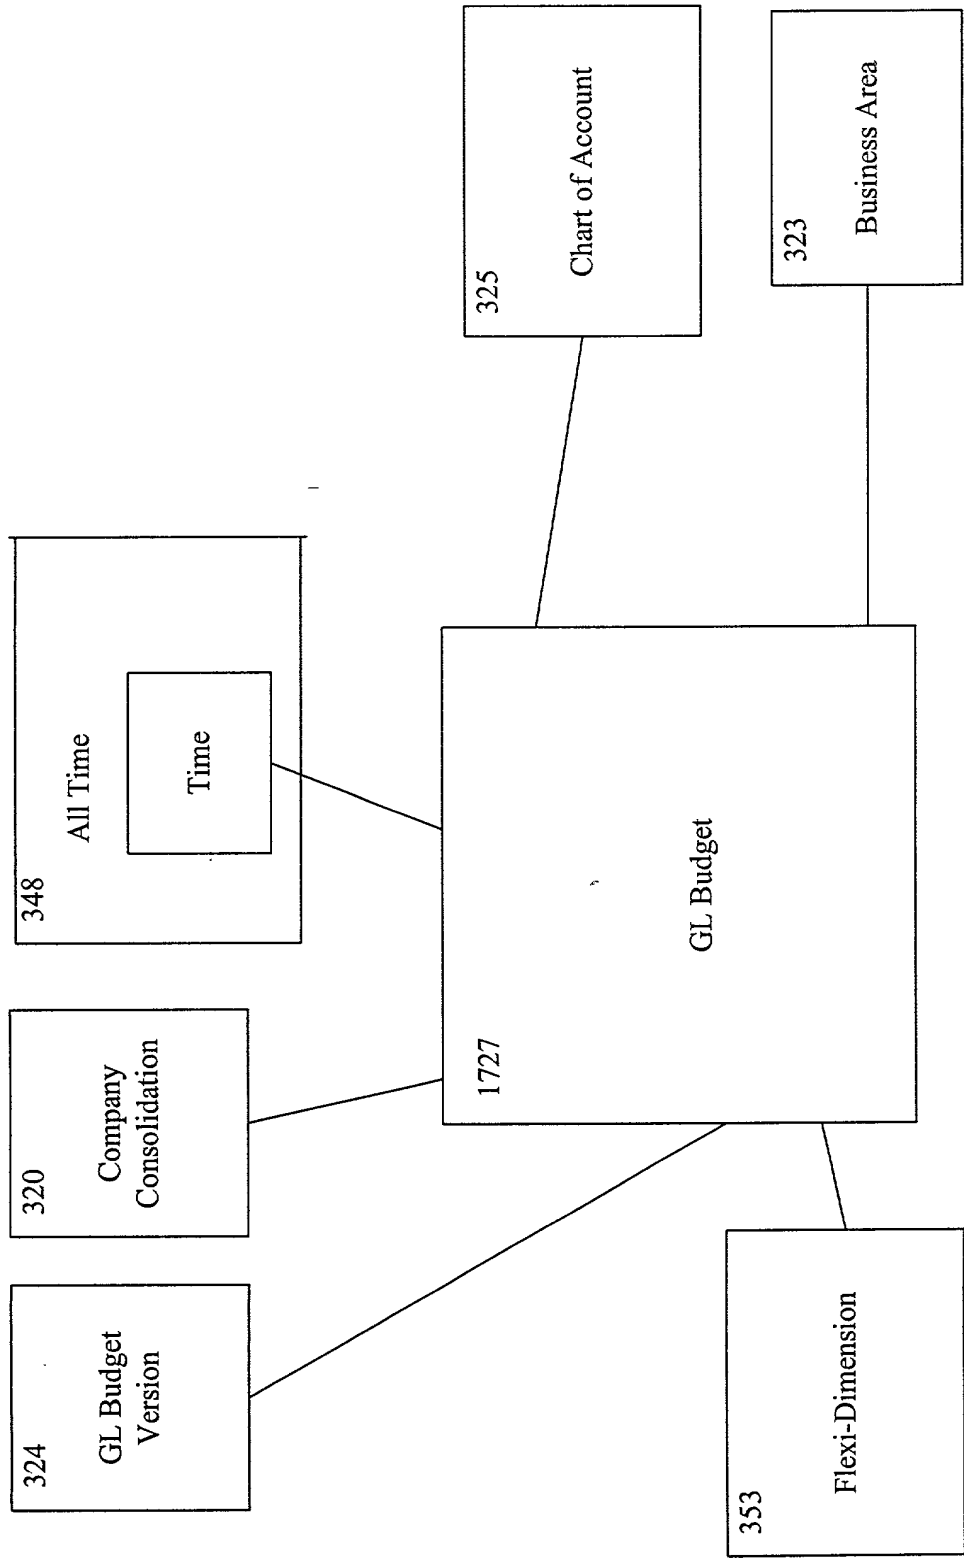 324
GL Budget
Version
320
Company
Consolidation
348
All Time
Time
353
Flexi-Dimension
1727
GL Budget
325
Chart of Account
323
Business Area